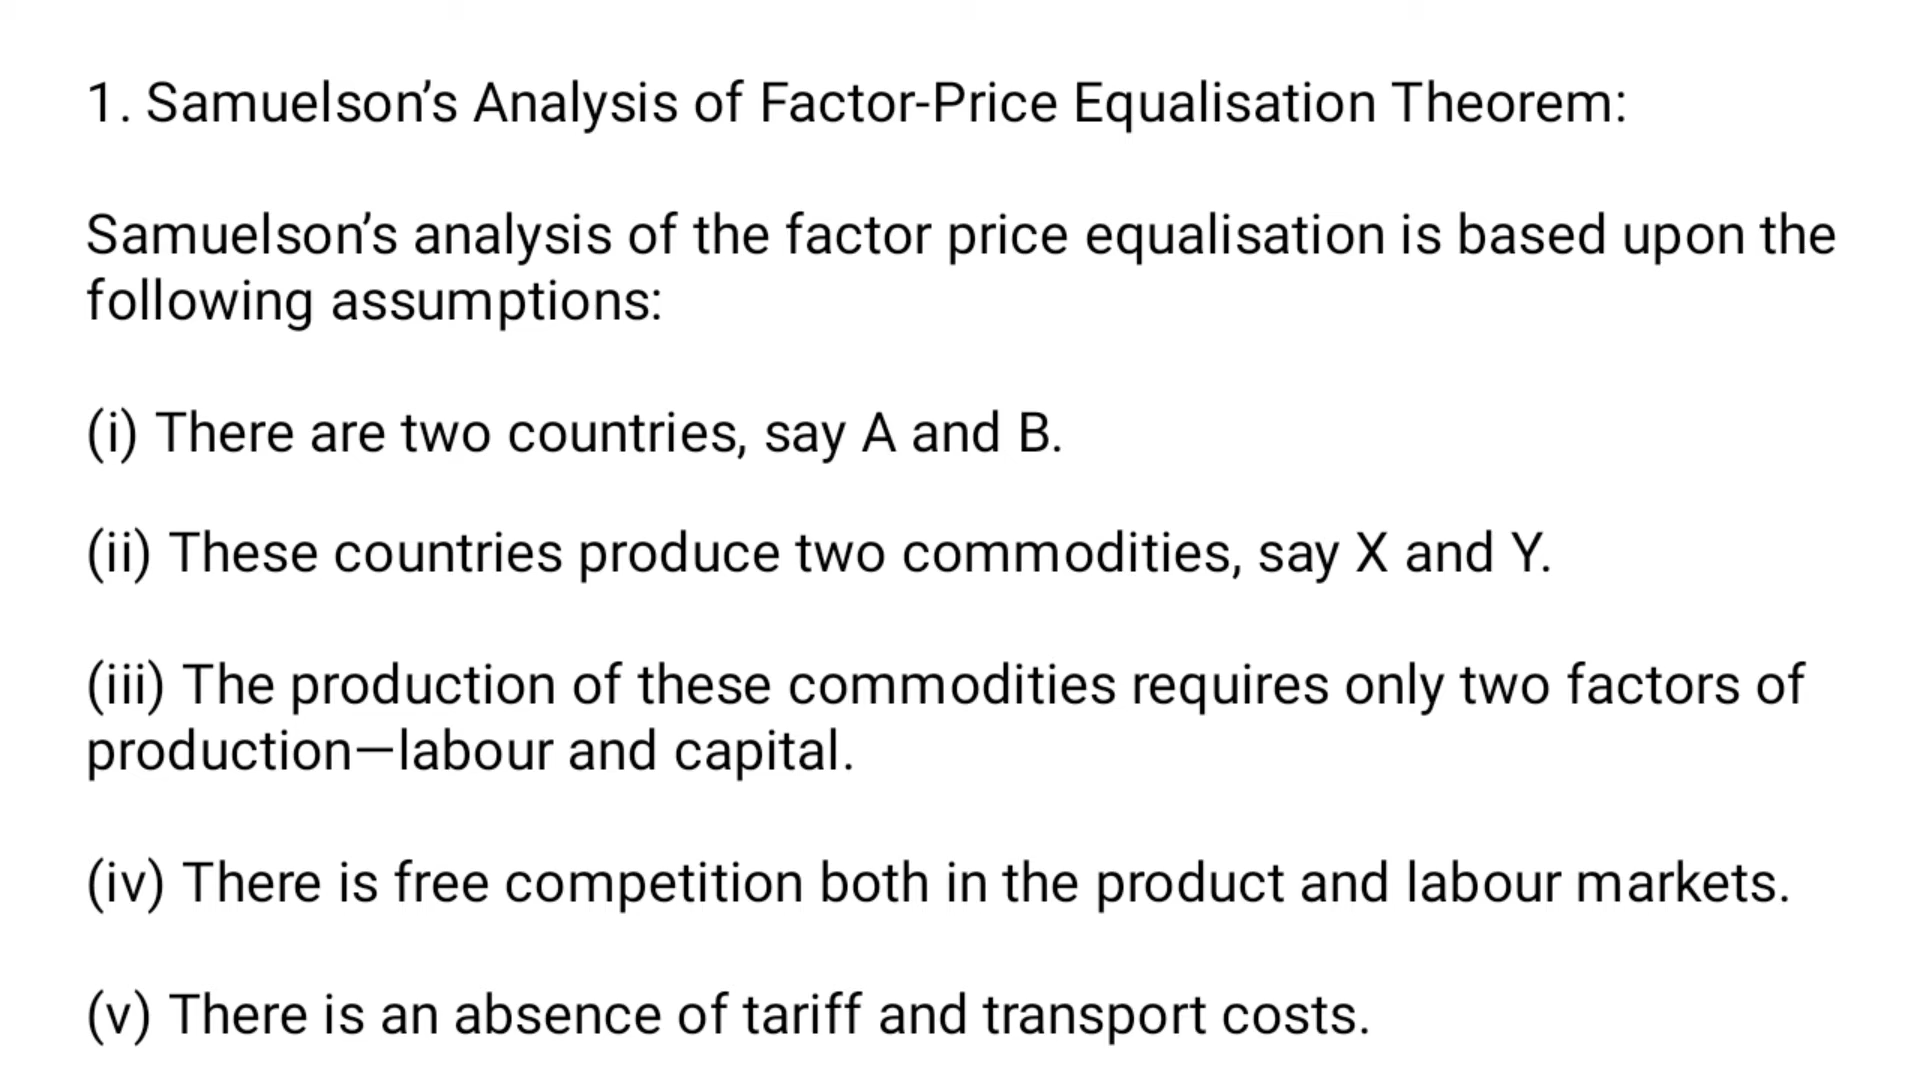 1. Samuelson’s Analysis of Factor-Price Equalisation Theorem:
Samuelson’s analysis of the factor price equalisation is based upon the
following assumptions:
(i) There are two countries, say A and B.
(ii) These countries produce two commodities, say X and Y.
(iii) The production of these commodities requires only two factors of
production—labour and capital.
(iv) There is free competition both in the product and labour markets.
(v) There is an absence of tariff and transport costs.